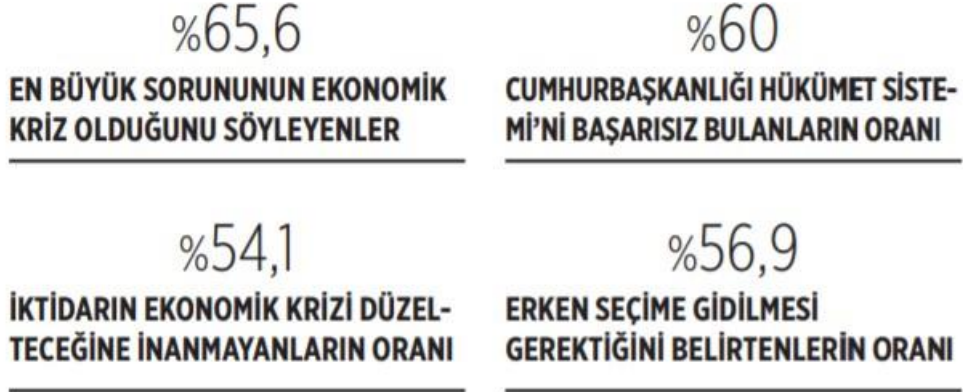 %65,6
EN BÜYÜK SORUNUNUN EKONOMİK
KRİZ OLDUĞUNU SÖYLEYENLER
%60
CUMHURBAŞKANLIĞI HÜKÜMET SİSTE-
Mİ'Nİ BAŞARISIZ BULANLARIN ORANI
%54,1
İKTİDARIN EKONOMİK KRİZİ DÜZEL-
TECEĞİNE İNANMAYANLARIN ORANI
%56,9
ERKEN SEÇİME GİDİLMESİ
GEREKTİĞİNİ BELİRTENLERİN ORANI